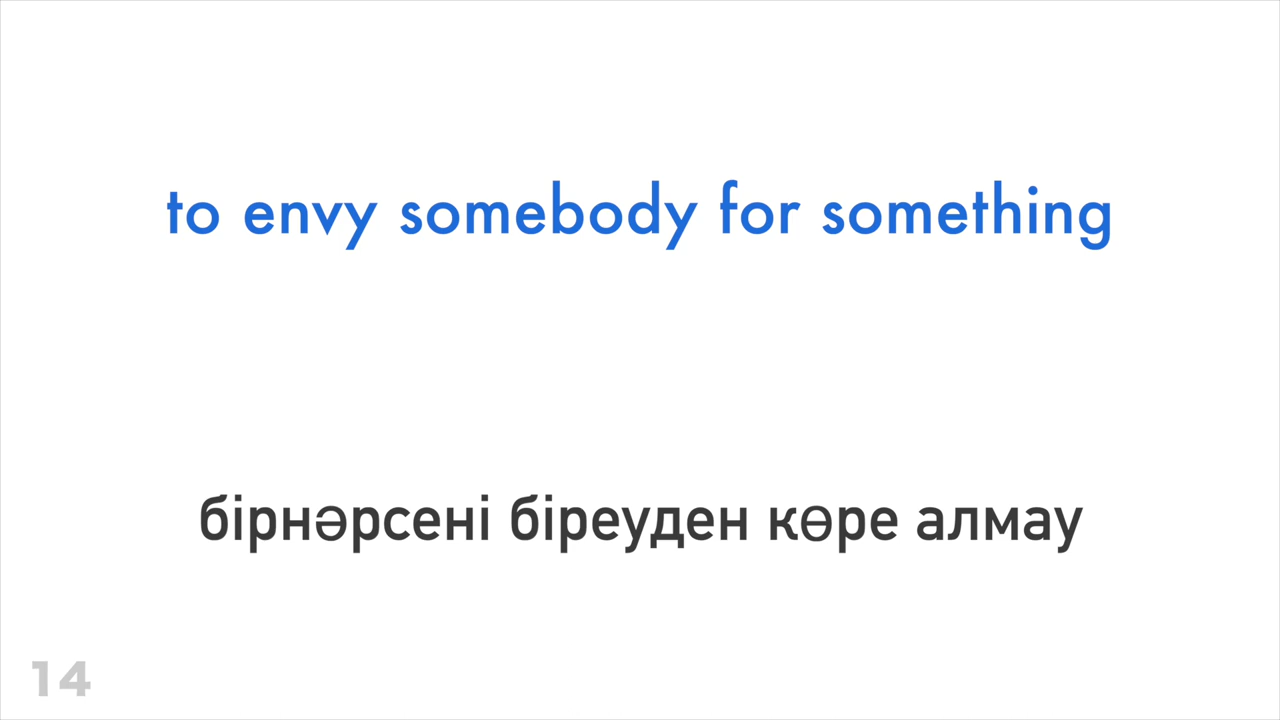 to envy somebody for something
бірнәрсені біреуден көре алмау
14